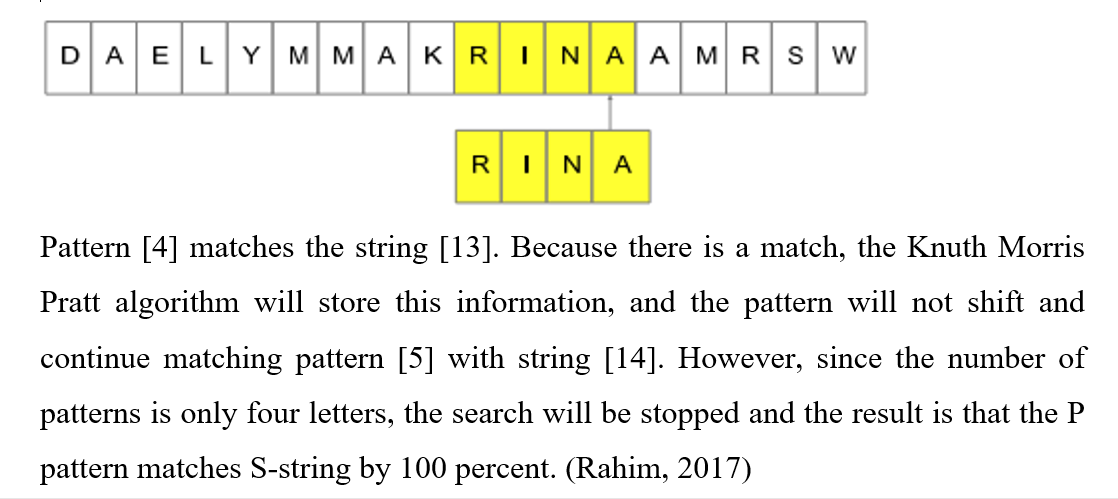 D A E L Y M M A K R I N A A M R S W
R I N A
Pattern [4] matches the string [13]. Because there is a match, the Knuth Morris
Pratt algorithm will store this information, and the pattern will not shift and
continue matching pattern [5] with string [14]. However, since the number of
patterns is only four letters, the search will be stopped and the result is that the P
pattern matches S-string by 100 percent. (Rahim, 2017)